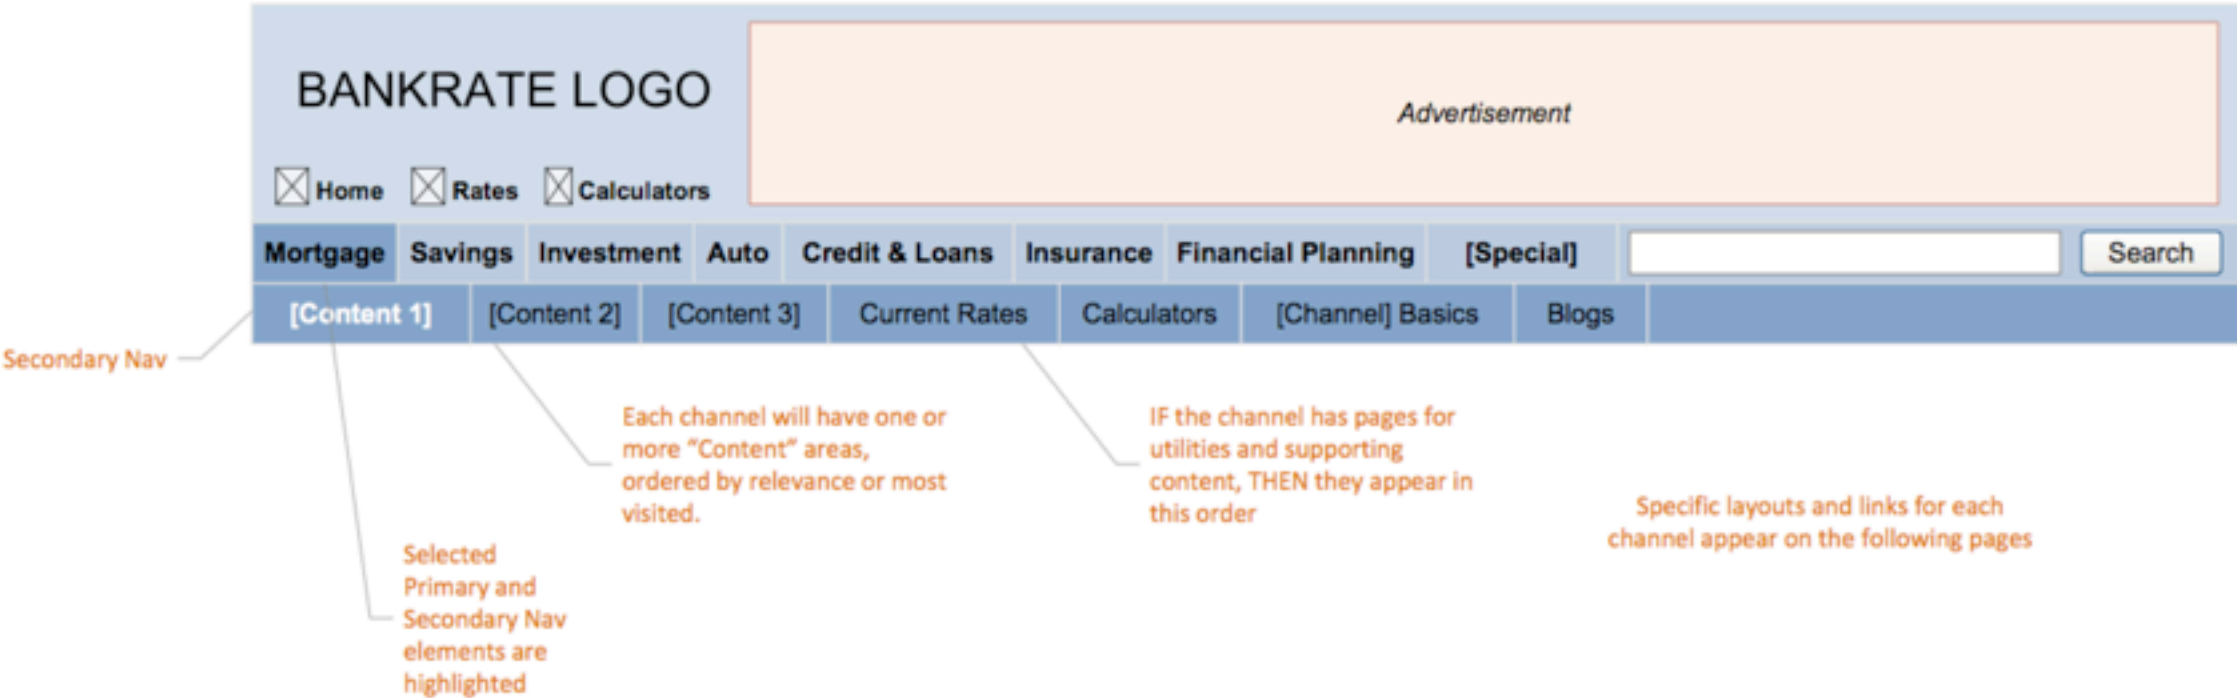 BANKRATE LOGO
Advertisement
Home Rates Calculators
Mortgage Savings Investment Auto Credit & Loans Insurance Financial Planning [Special] Search
[Content 1] [Content 2] [Content 3] Current Rates Calculators [Channel] Basics Blogs
Secondary Nav
Each channel will have one or
more “Content” areas,
ordered by relevance or most
visited.
IF the channel has pages for
utilities and supporting
content, THEN they appear in
this order
Specific layouts and links for each
channel appear on the following pages
Selected
Primary and
Secondary Nav
elements are
highlighted